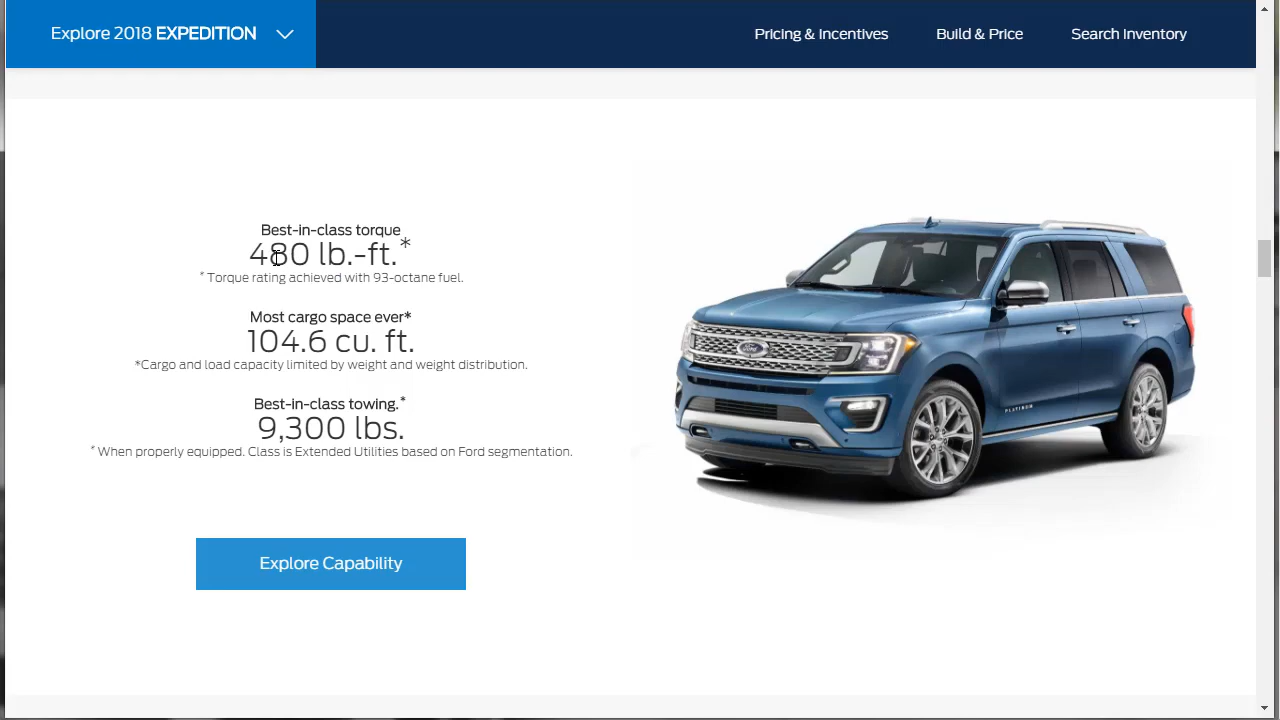 Explore 2018 EXPEDITION
Pricing & Incentives
Build & Price
Search Inventory
Best-in-class torque
480 lb.-ft.*
* Torque rating achieved with 93-octane fuel.
Most cargo space ever*
104.6 cu. ft.
*Cargo and load capacity limited by weight and weight distribution.
Best-in-class towing.*
9,300 lbs.
* When properly equipped. Class is Extended Utilities based on Ford segmentation.
Explore Capability
Ford
PLATINUM